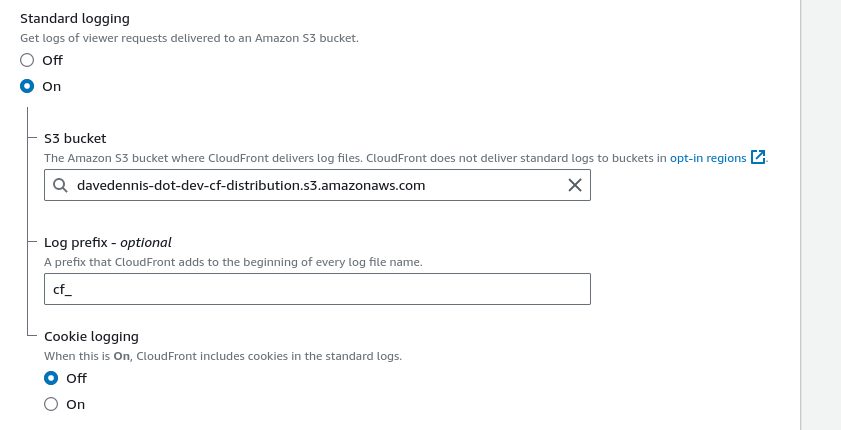 Standard logging
Get logs of viewer requests delivered to an Amazon S3 bucket.
Off
On
S3 bucket
The Amazon S3 bucket where CloudFront delivers log files. CloudFront does not deliver standard logs to buckets in opt-in regions.
davedennis-dot-dev-cf-distribution.s3.amazonaws.com
Log prefix - optional
A prefix that CloudFront adds to the beginning of every log file name.
cf_
Cookie logging
When this is On, CloudFront includes cookies in the standard logs.
Off
On